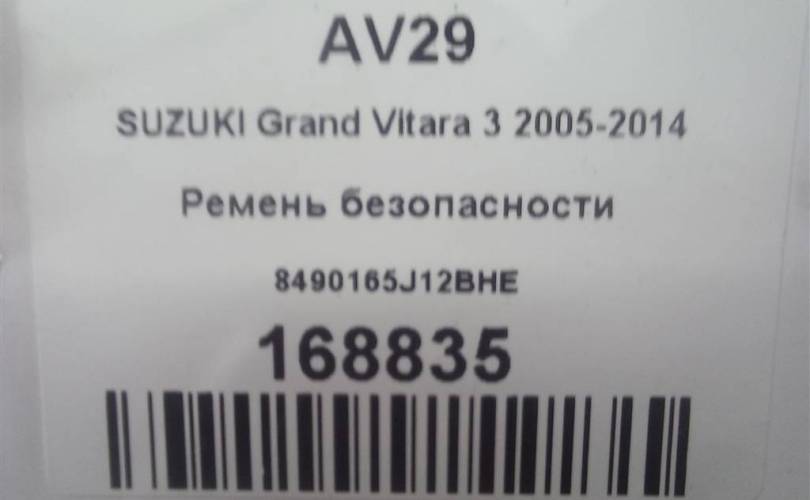 AV29
SUZUKI Grand Vitara 3 2005-2014
Ремень безопасности
8490165J12BHE
168835